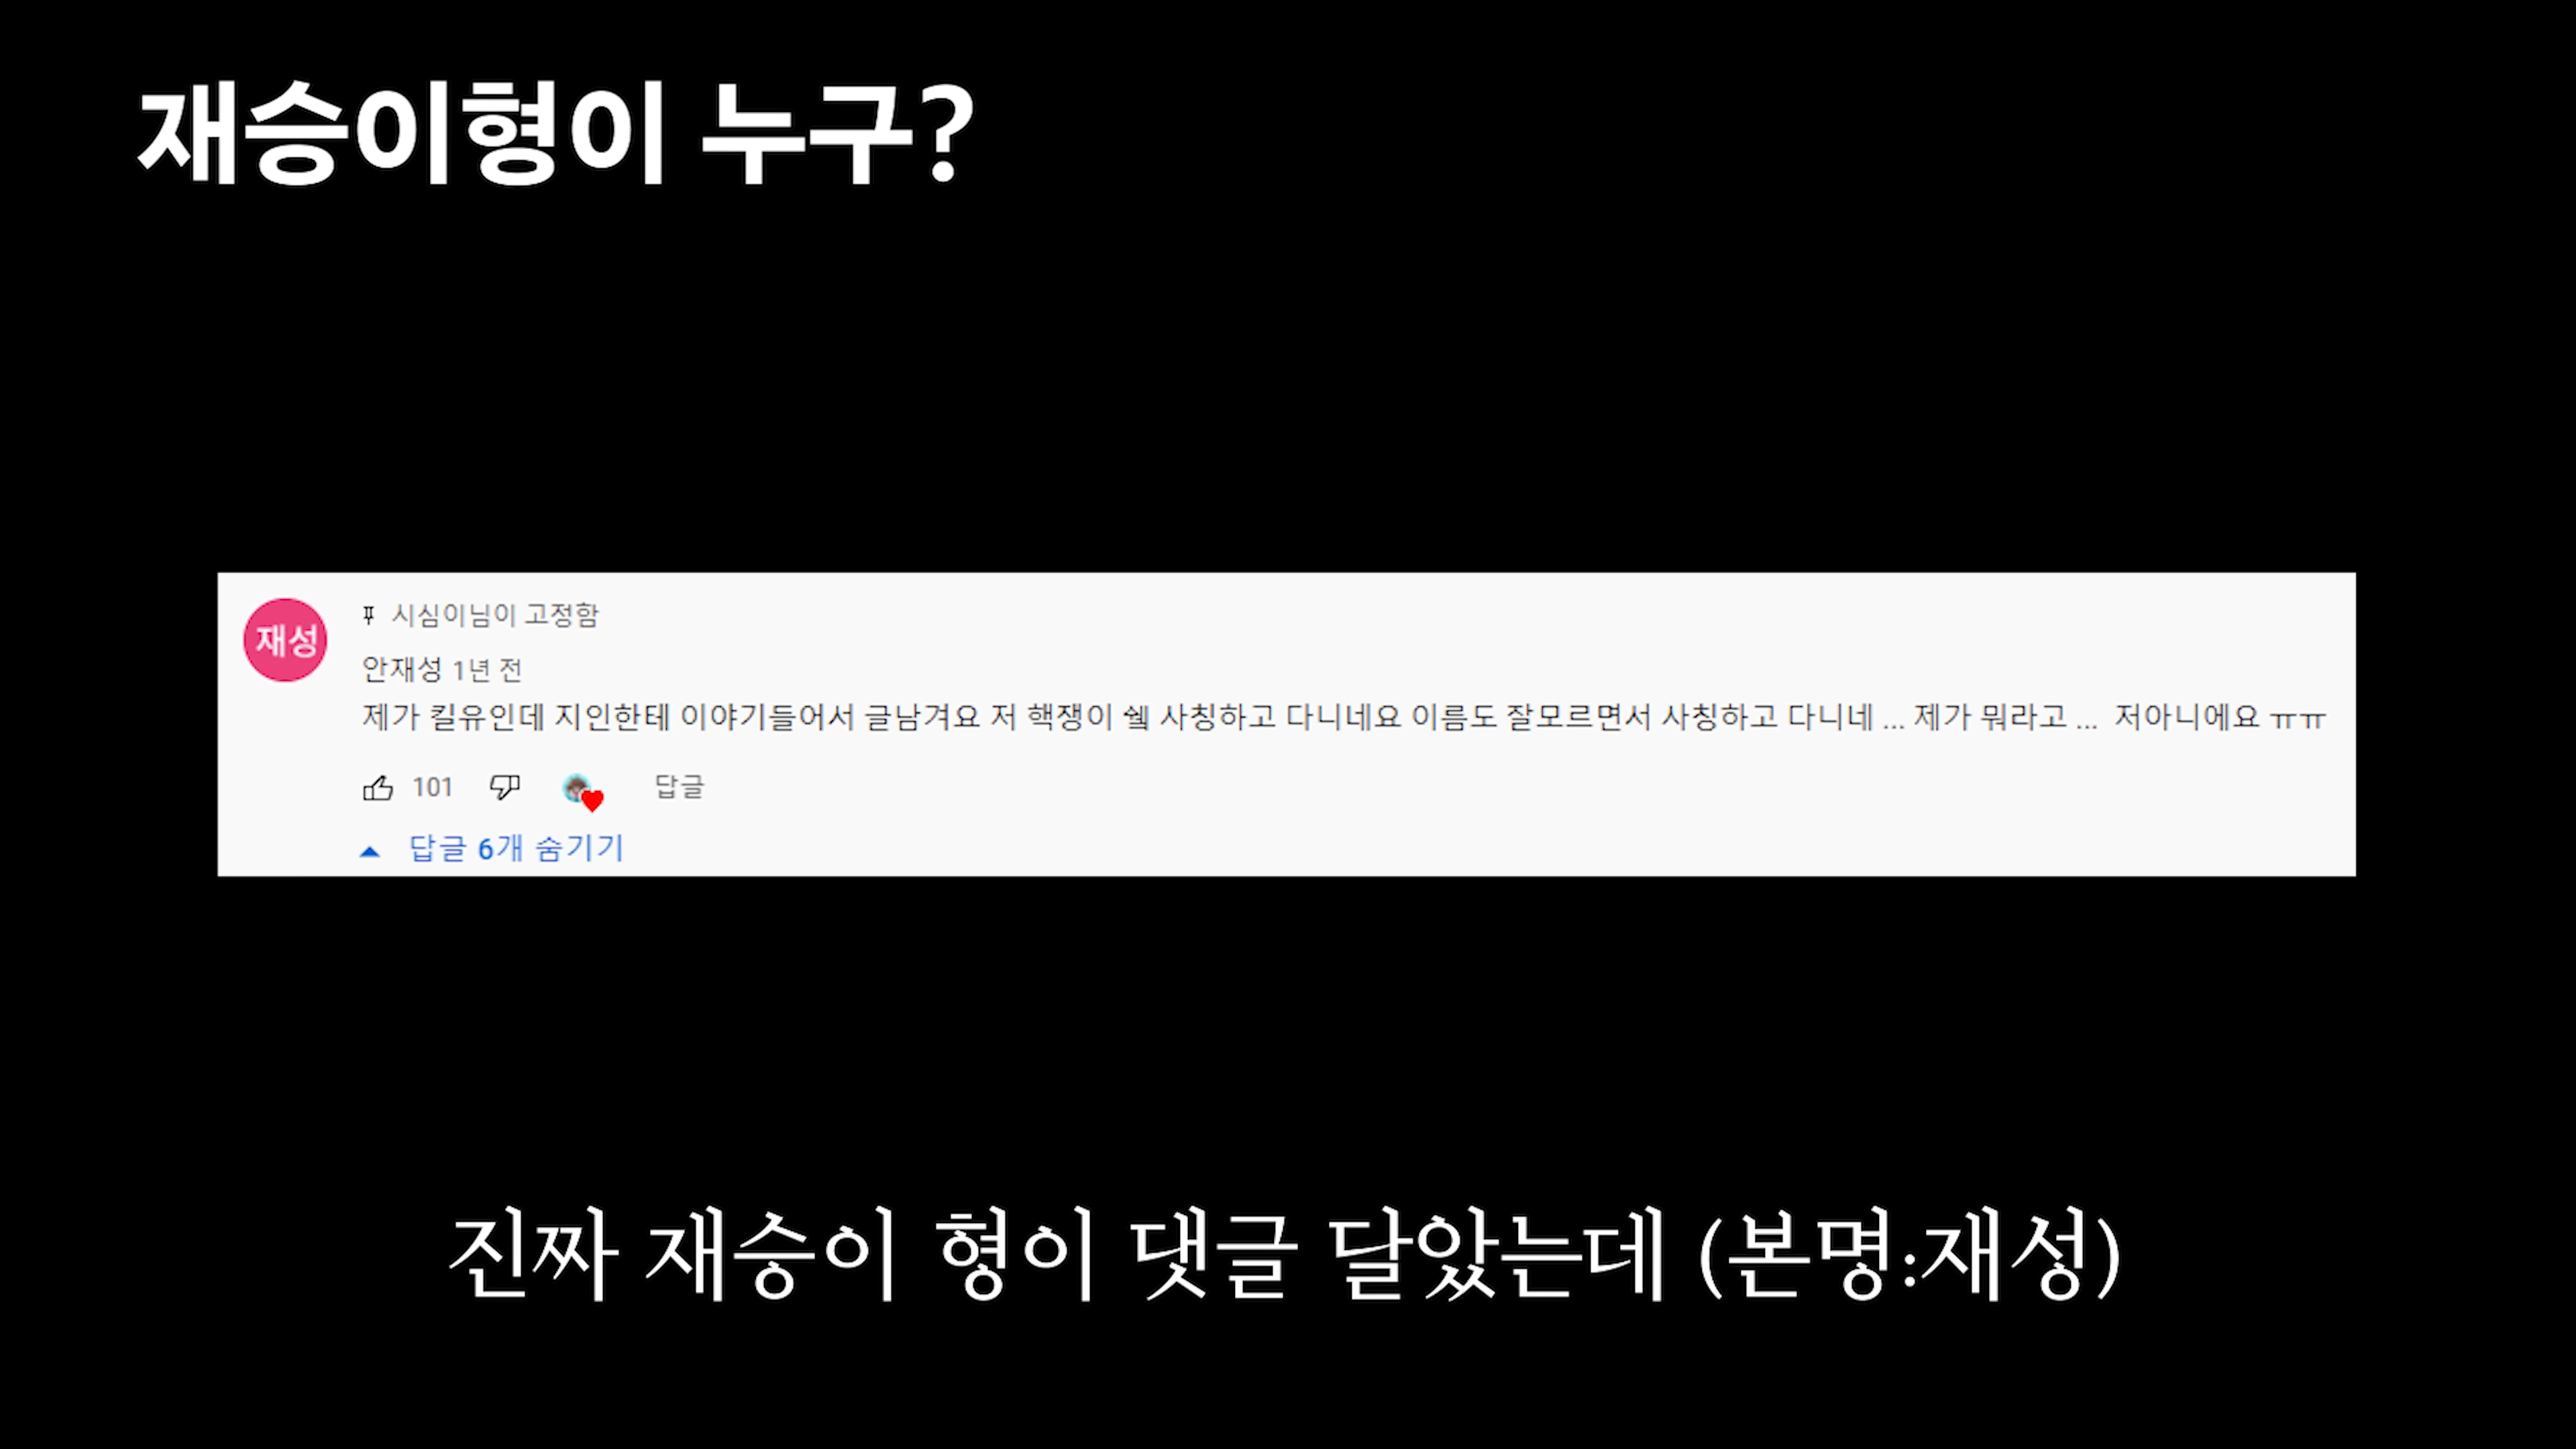 재승이형이 누구?
재성
시심이님이 고정함
안재성 1년 전
제가 킬유인데 지인한테 이야기들어서 글남겨요 저 핵쟁이 쉨 사칭하고 다니네요 이름도 잘모르면서 사칭하고 다니네 ... 제가 뭐라고 ... 저아니에요 ㅠㅠ
101 답글
답글 6개 숨기기
진짜 재승이 형이 댓글 달았는데 (본명:재성)